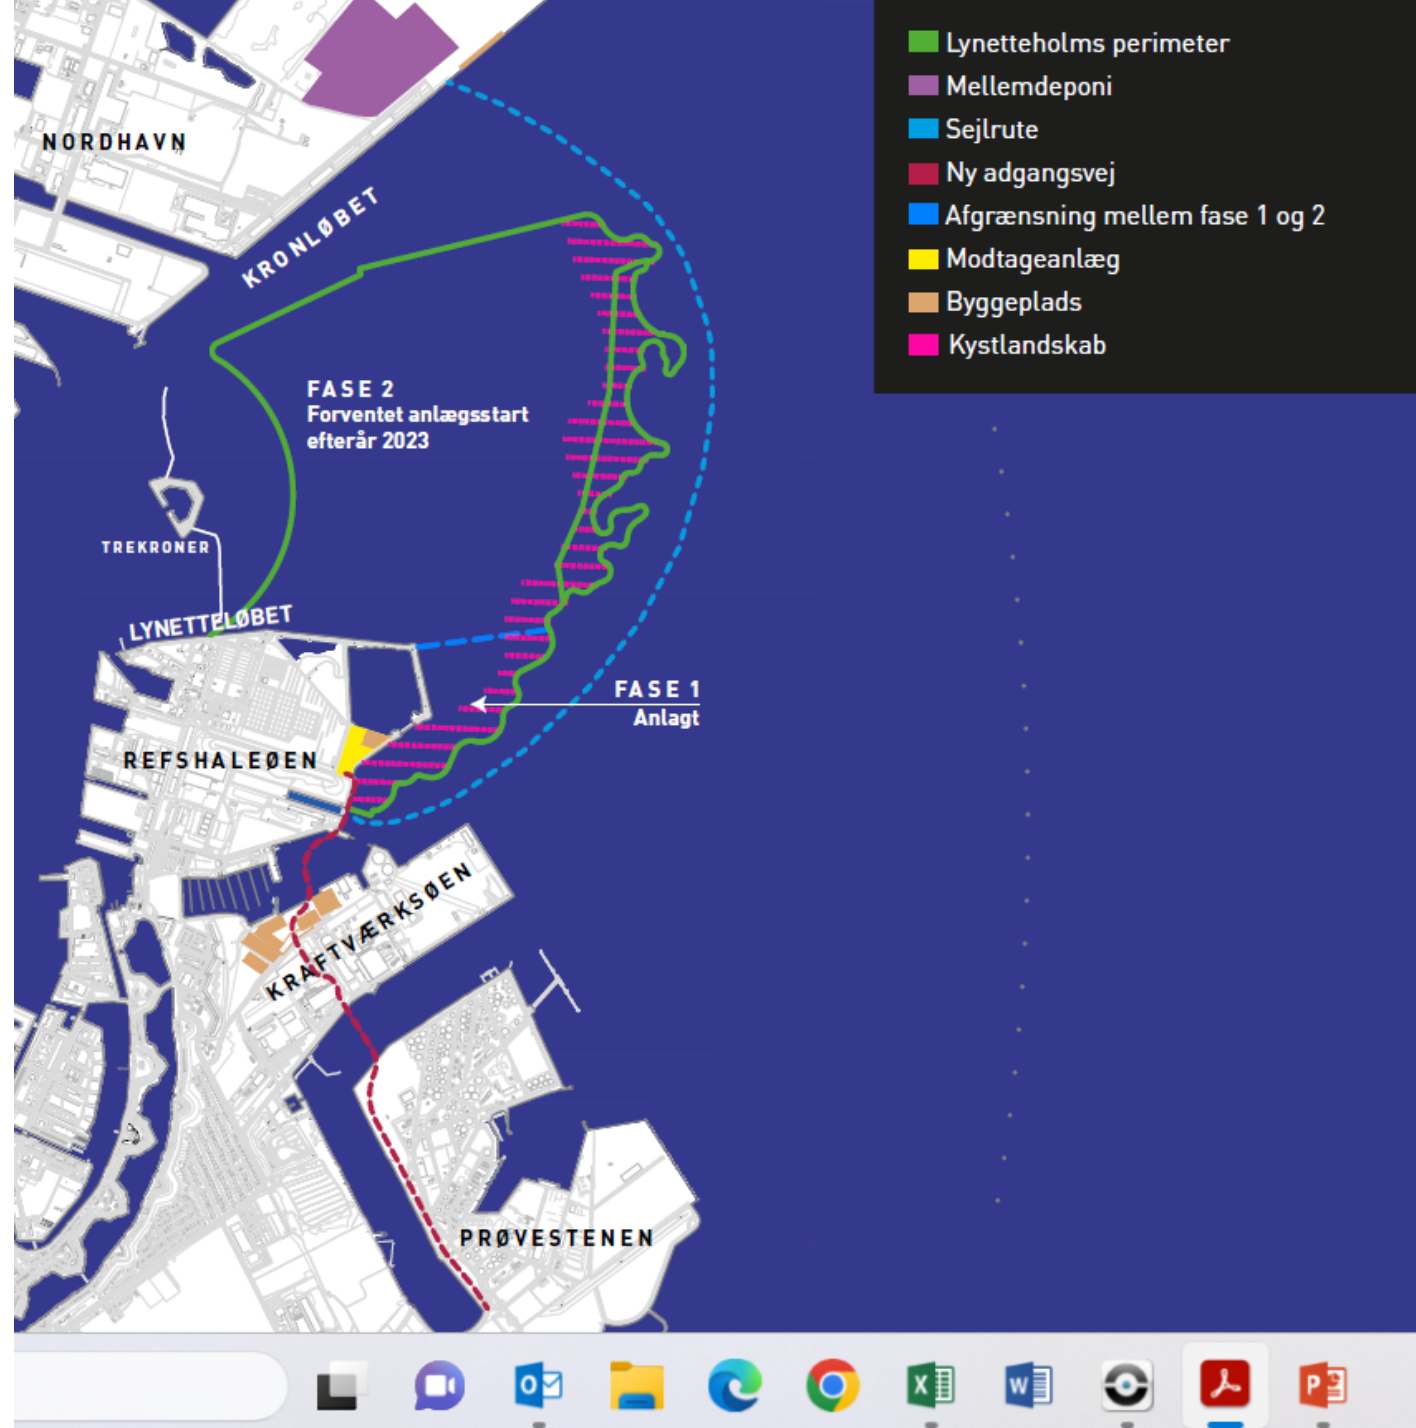 Lynetteholms perimeter
Mellemdeponi
Sejlrute
Ny adgangsvej
Afgrænsning mellem fase 1 og 2
Modtageanlæg
Byggeplads
Kystlandskab
NORDHAVN
KRONLØBET
FASE 2
Forventet anlægsstart
efterår 2023
TREKRONER
LYNETTELØBET
FASE 1
Anlagt
REFSHALEØEN
KRAFTVÆRKSØEN
PRØVESTENEN